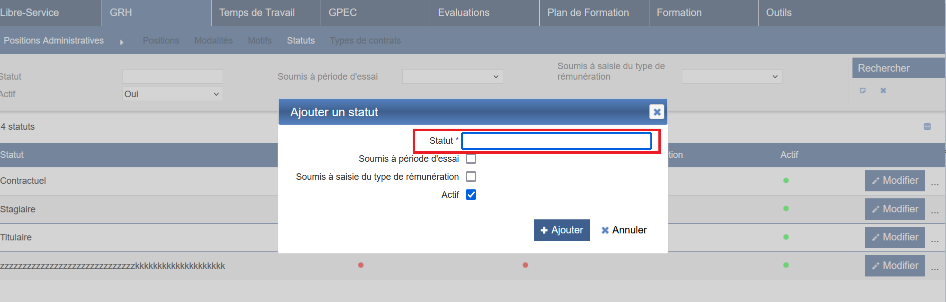 Libre-Service GRH Temps de Travail GPEC Evaluations Plan de Formation Formation Outils
Positions Administratives Positions Modalités Motifs Statuts Types de contrats
Statut Soumis à période d'essai Soumis à saisie du type de rémunération Rechercher
Actif Oui
4 statuts
Ajouter un statut
Statut *
Soumis à période d'essai
Soumis à saisie du type de rémunération
Actif
Ajouter Annuler
Statut tion Actif
Contractuel Modifier ...
Stagiaire Modifier ...
Titulaire Modifier ...
Modifier ...